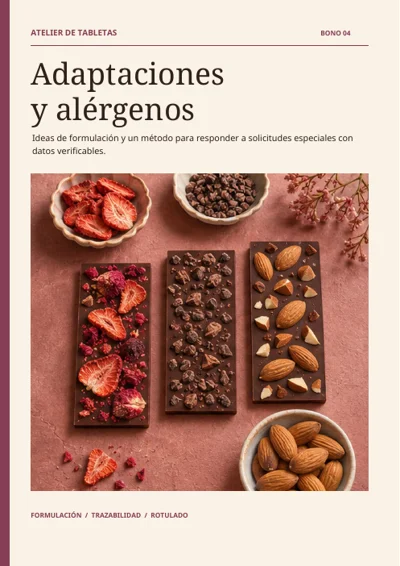 ATELIER DE TABLETAS
BONO 04
Adaptaciones
y alérgenos
Ideas de formulación y un método para responder a solicitudes especiales con
datos verificables.
FORMULACIÓN / TRAZABILIDAD / ROTULADO